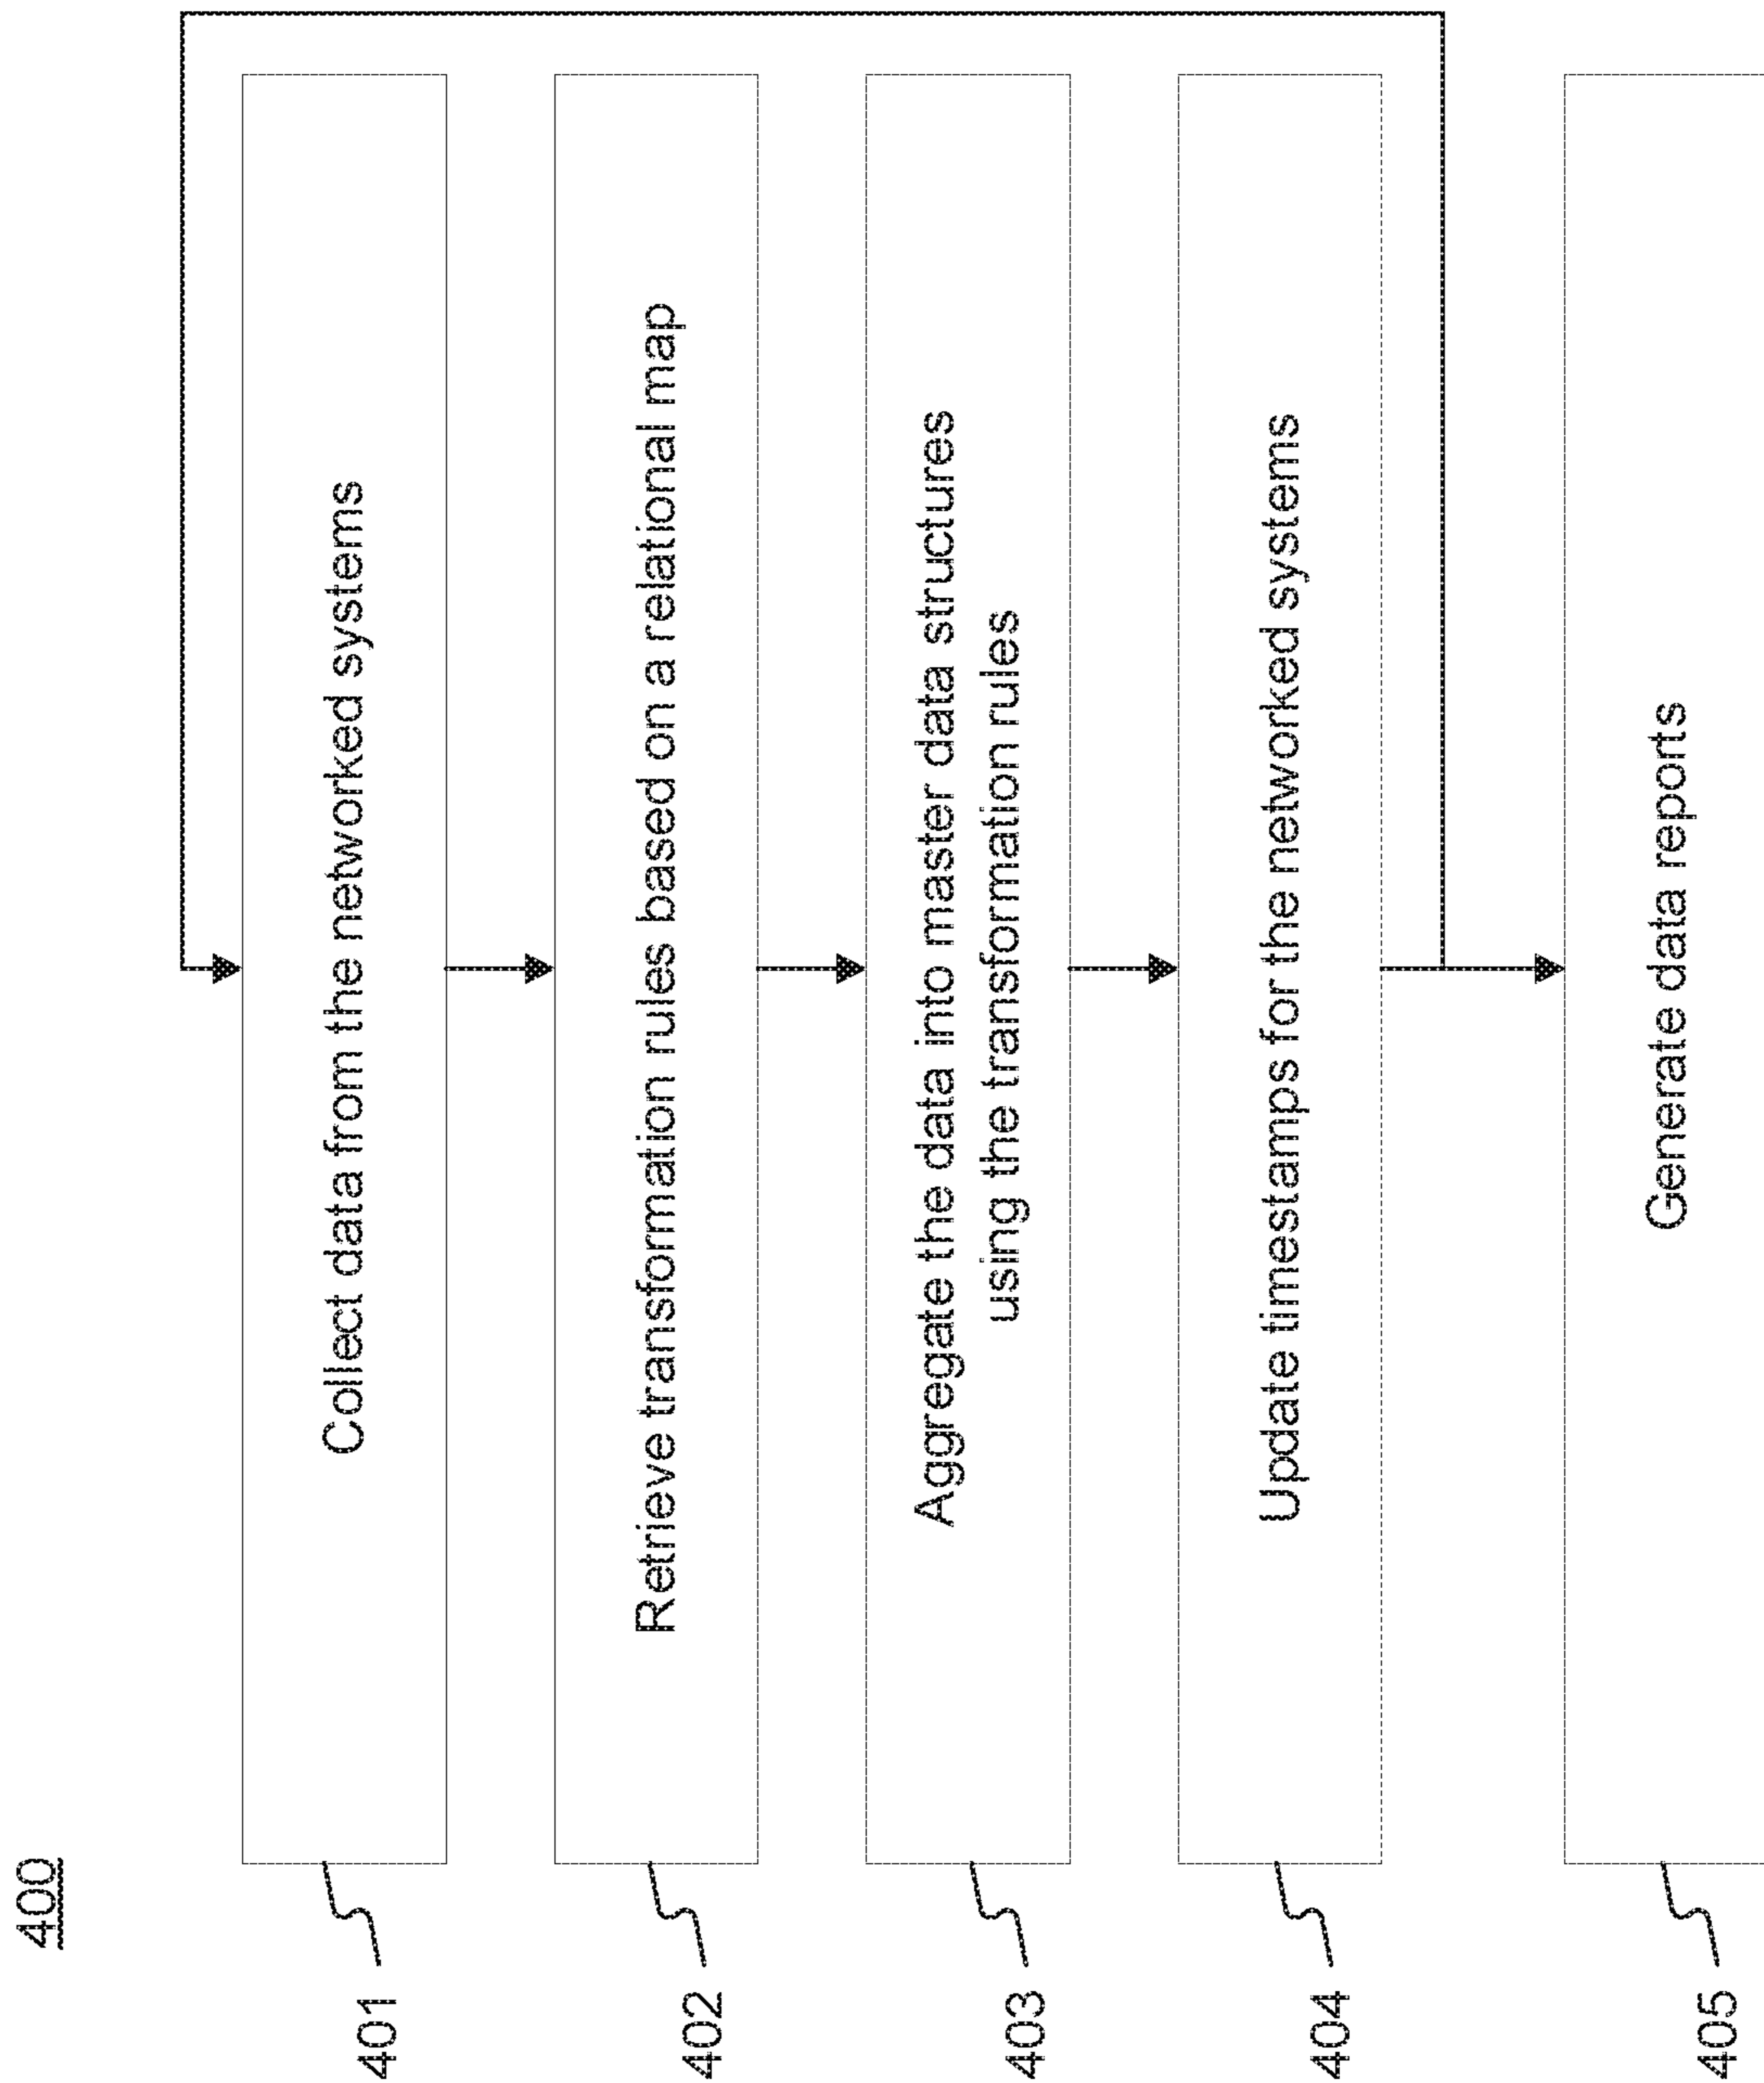 400
401
Collect data from the networked systems
402
Retrieve transformation rules based on a relational map
403
Aggregate the data into master data structures
using the transformation rules
404
Update timestamps for the networked systems
405
Generate data reports